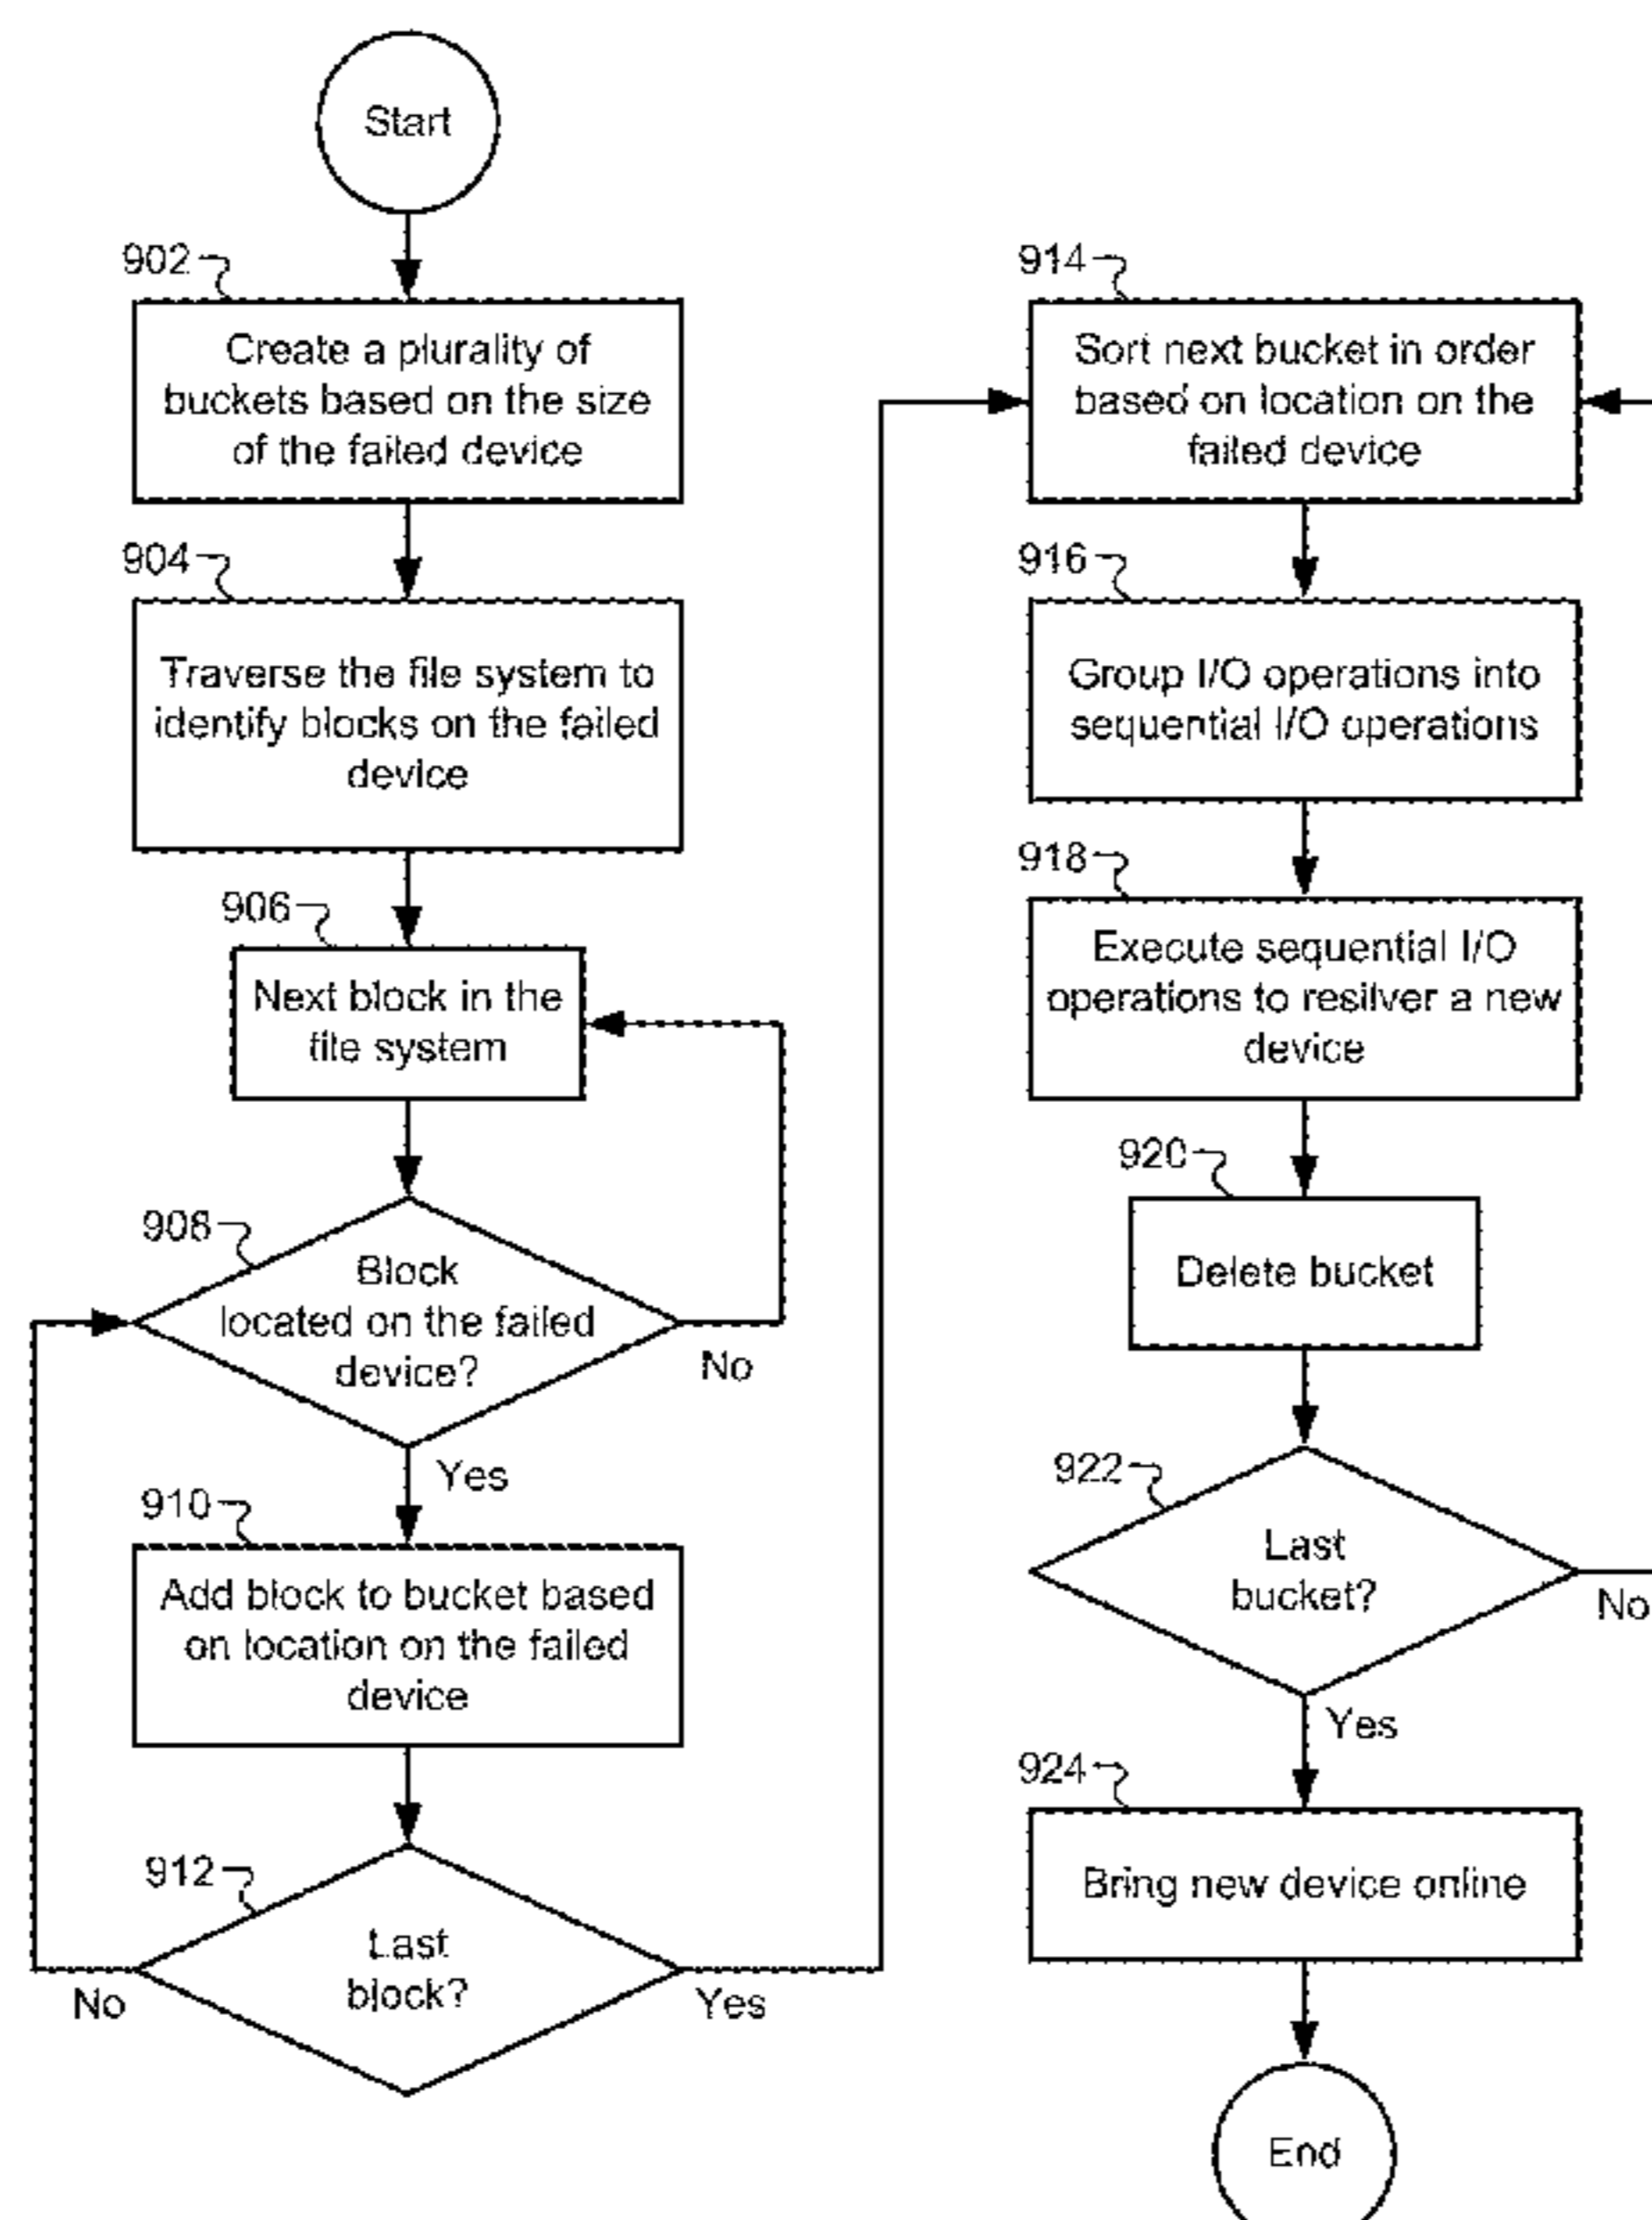 Start
902
Create a plurality of
buckets based on the size
of the failed device
904
Traverse the file system to
identify blocks on the failed
device
906
Next block in the
file system
908
Block
located on the failed
device?
No
Yes
910
Add block to bucket based
on location on the failed
device
912
Last
block?
No
Yes
914
Sort next bucket in order
based on location on the
failed device
916
Group I/O operations into
sequential I/O operations
918
Execute sequential I/O
operations to resilver a new
device
920
Delete bucket
922
Last
bucket?
No
Yes
924
Bring new device online
End